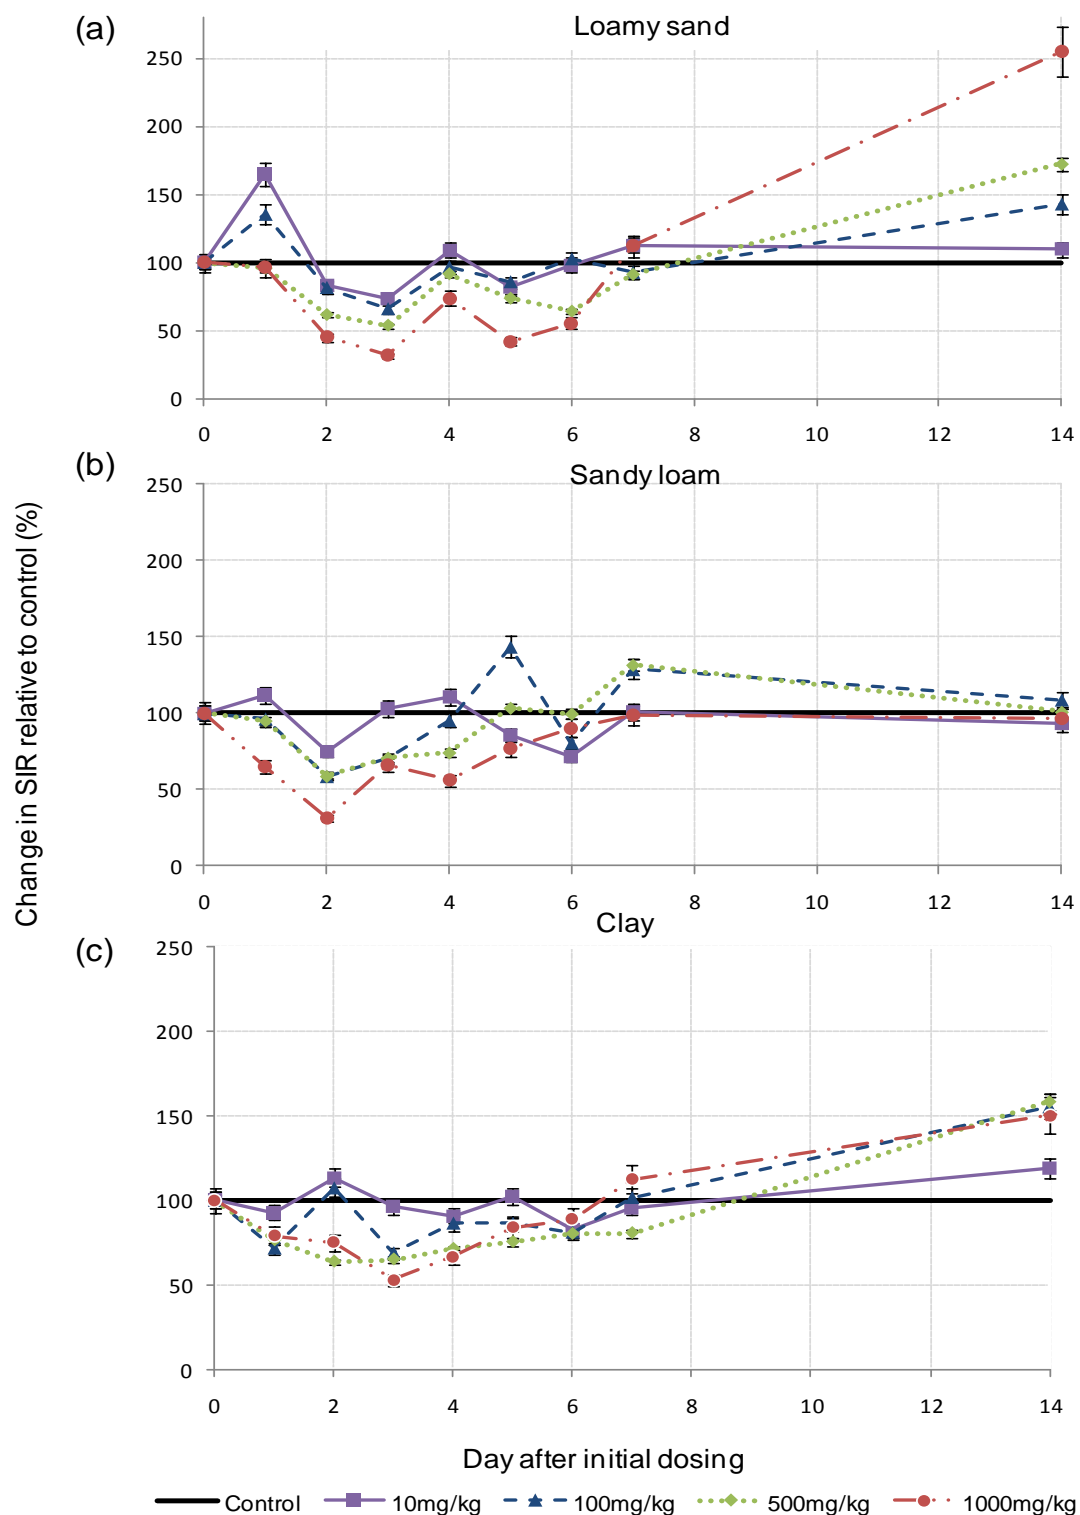 (a)
Loamy sand
250
200
150
100
50
0
0 2 4 6 8 10 12 14
(b)
Sandy loam
250
200
150
100
50
0
0 2 4 6 8 10 12 14
Change in SIR relative to control (%)
Clay
(c)
250
200
150
100
50
0
0 2 4 6 8 10 12 14
Day after initial dosing
Control 10mg/kg 100mg/kg 500mg/kg 1000mg/kg